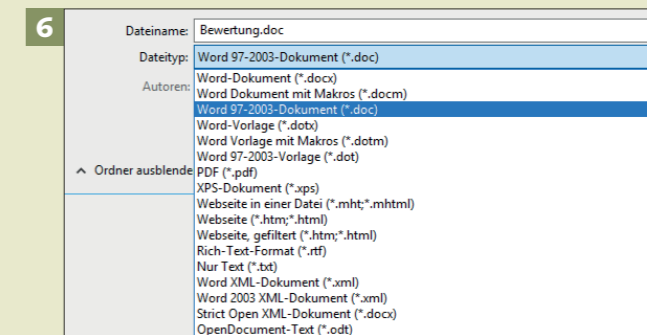 6
Dateiname: Bewertung.doc
Dateityp: Word 97-2003-Dokument (*.doc)
Autoren:
Word-Dokument (*.docx)
Word Dokument mit Makros (*.docm)
Word 97-2003-Dokument (*.doc)
Word-Vorlage (*.dotx)
Word Vorlage mit Makros (*.dotm)
Word 97-2003-Vorlage (*.dot)
Ordner ausblende
PDF (*.pdf)
XPS-Dokument (*.xps)
Webseite in einer Datei (*.mht;*.mhtml)
Webseite (*.htm;*.html)
Webseite, gefiltert (*.htm;*.html)
Rich-Text-Format (*.rtf)
Nur Text (*.txt)
Word XML-Dokument (*.xml)
Word 2003 XML-Dokument (*.xml)
Strict Open XML-Dokument (*.docx)
OpenDocument-Text (*.odt)